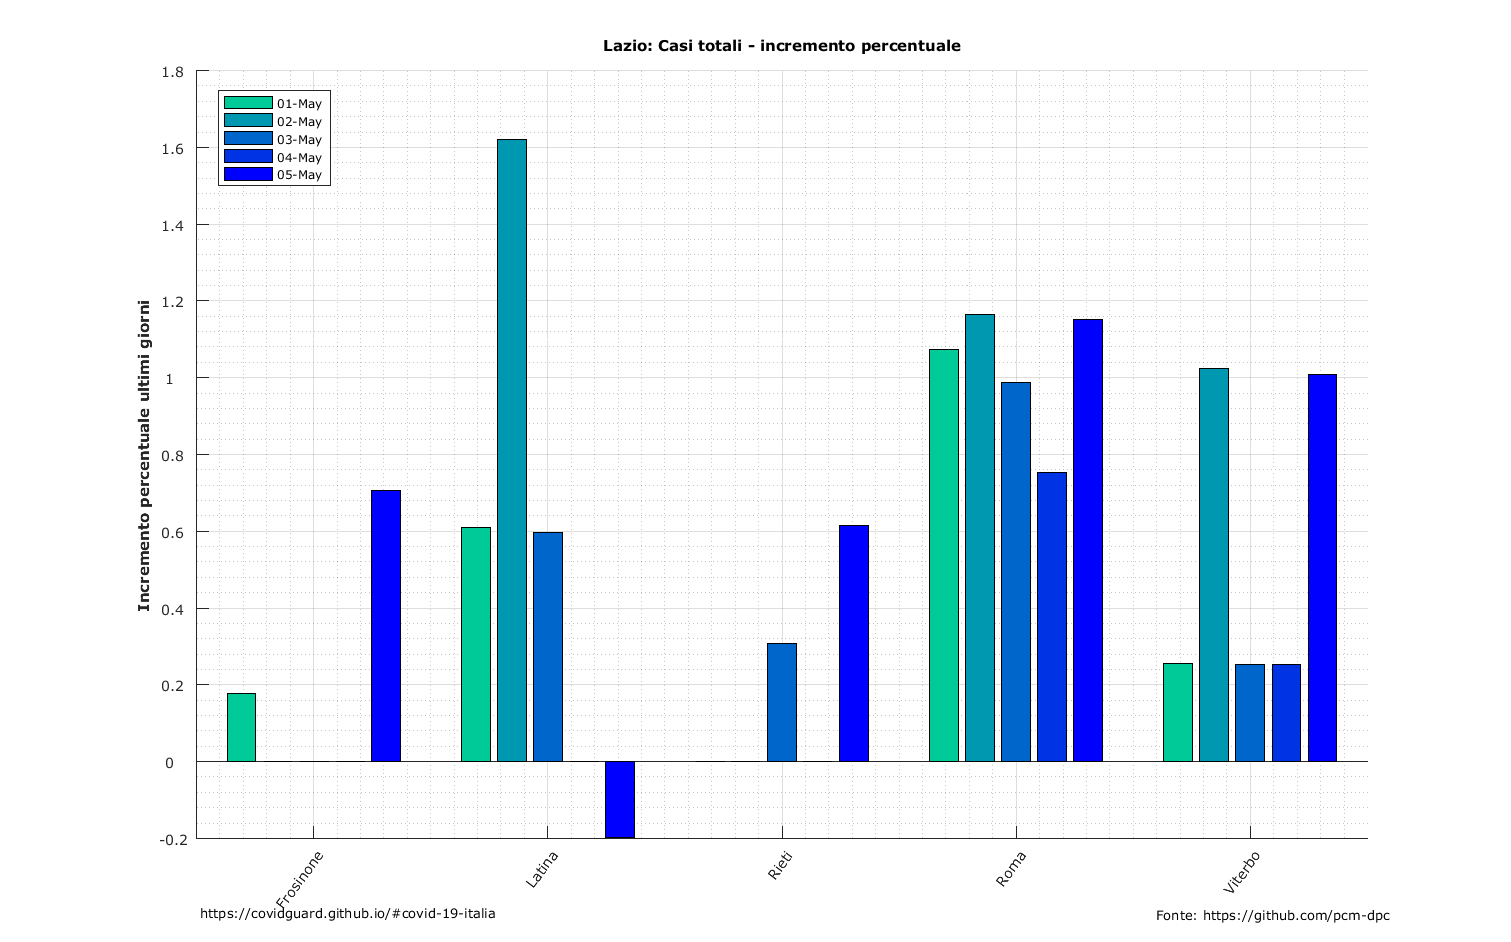 Lazio: Casi totali - incremento percentuale
Incremento percentuale ultimi giorni
1.8
1.6
1.4
1.2
1
0.8
0.6
0.4
0.2
0
-0.2
01-May
02-May
03-May
04-May
05-May
Frosinone
Latina
Rieti
Roma
Viterbo
https://covidguard.github.io/#covid-19-italia
Fonte: https://github.com/pcm-dpc